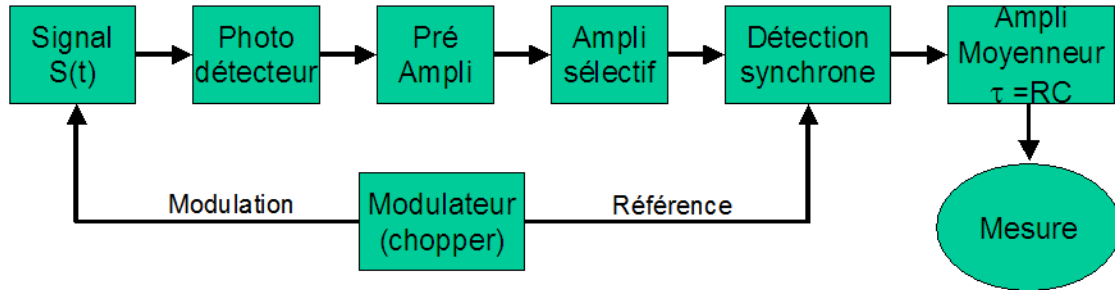 Signal
S(t)
Photo
détecteur
Pré
Ampli
Ampli
sélectif
Détection
synchrone
Ampli
Moyenneur
τ =RC
Modulation
Modulateur
(chopper)
Référence
Mesure